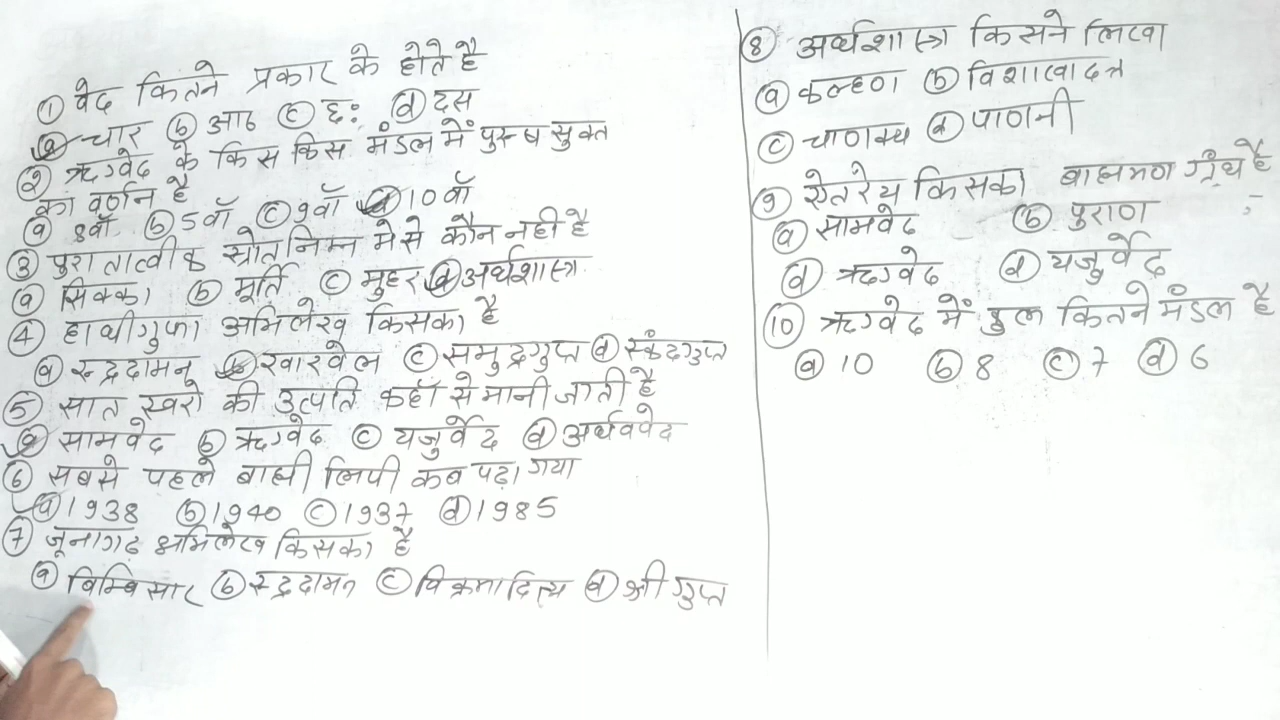 ① वेद कितने प्रकार के होते है
ⓐ चार ⓑ आठ ⓒ छः ⓓ दस
② ऋग्वेद के किस किस मंडल में पुरुष सुक्त
का वर्णन है
ⓐ 8वॉ ⓑ 5वॉ ⓒ 9वॉ ⓓ 10वॉ
③ पुरातात्वीक स्त्रोत निम्न मे से कौन नही है
ⓐ सिक्का ⓑ मूर्ति ⓒ मुहर ⓓ अर्थशास्त्र
④ हाथीगुफा अभिलेख किसका है
ⓐ रुद्रदामन ⓑ खारवेल ⓒ समुद्रगुप्त ⓓ स्कंदगुप्त
⑤ सात स्वरो की उत्पति कहाँ से मानी जाती है
ⓐ सामवेद ⓑ ऋग्वेद ⓒ यजुर्वेद ⓓ अर्थववेद
⑥ सबसे पहले बाह्मी लिपी कब पढ़ा गया
ⓐ 1938 ⓑ 1940 ⓒ 1937 ⓓ 1985
⑦ जूनागढ़ अभिलेख किसका है
ⓐ बिम्बिसार ⓑ रुद्रदामन ⓒ विक्रमादित्य ⓓ श्री गुप्त
⑧ अर्थशास्त्र किसने लिखा
ⓐ कल्हण ⓑ विशाखादत्त
ⓒ चाणक्य ⓓ पाणनी
⑨ ऐतरेय किसका बाह्मण ग्रंथ है
ⓐ सामवेद ⓑ पुराण
ⓓ ऋग्वेद ⓓ यजुर्वेद
⑩ ऋग्वेद में कुल कितने मंडल है
ⓐ 10 ⓑ 8 ⓒ 7 ⓓ 6